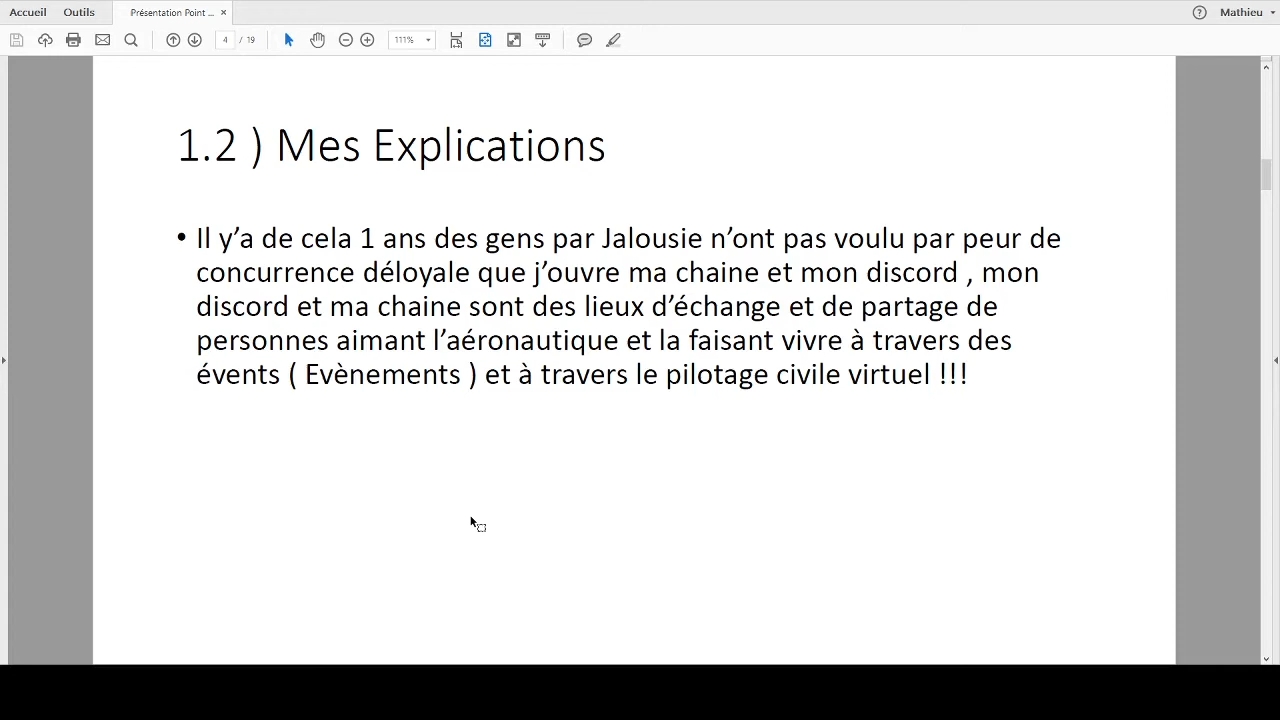 Accueil Outils Présentation Point ... × Mathieu
4 / 19 111%
1.2 ) Mes Explications
• Il y’a de cela 1 ans des gens par Jalousie n’ont pas voulu par peur de
concurrence déloyale que j’ouvre ma chaine et mon discord , mon
discord et ma chaine sont des lieux d’échange et de partage de
personnes aimant l’aéronautique et la faisant vivre à travers des
évents ( Evènements ) et à travers le pilotage civile virtuel !!!